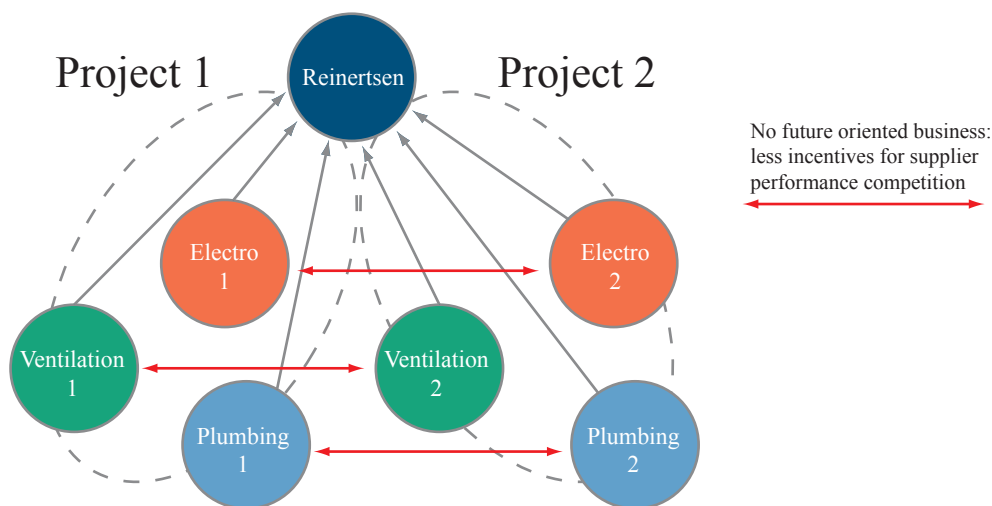 Project 1
Reinertsen
Project 2
No future oriented business:
less incentives for supplier
performance competition
Electro
1
Electro
2
Ventilation
1
Ventilation
2
Plumbing
1
Plumbing
2